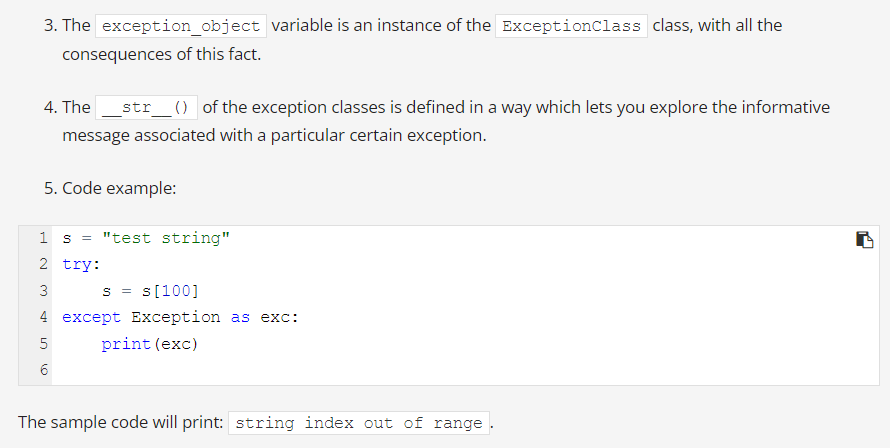 3. The exception_object variable is an instance of the ExceptionClass class, with all the
consequences of this fact.
4. The __str__() of the exception classes is defined in a way which lets you explore the informative
message associated with a particular certain exception.
5. Code example:
1 s = "test string"
2 try:
3     s = s[100]
4 except Exception as exc:
5     print(exc)
6
The sample code will print: string index out of range.